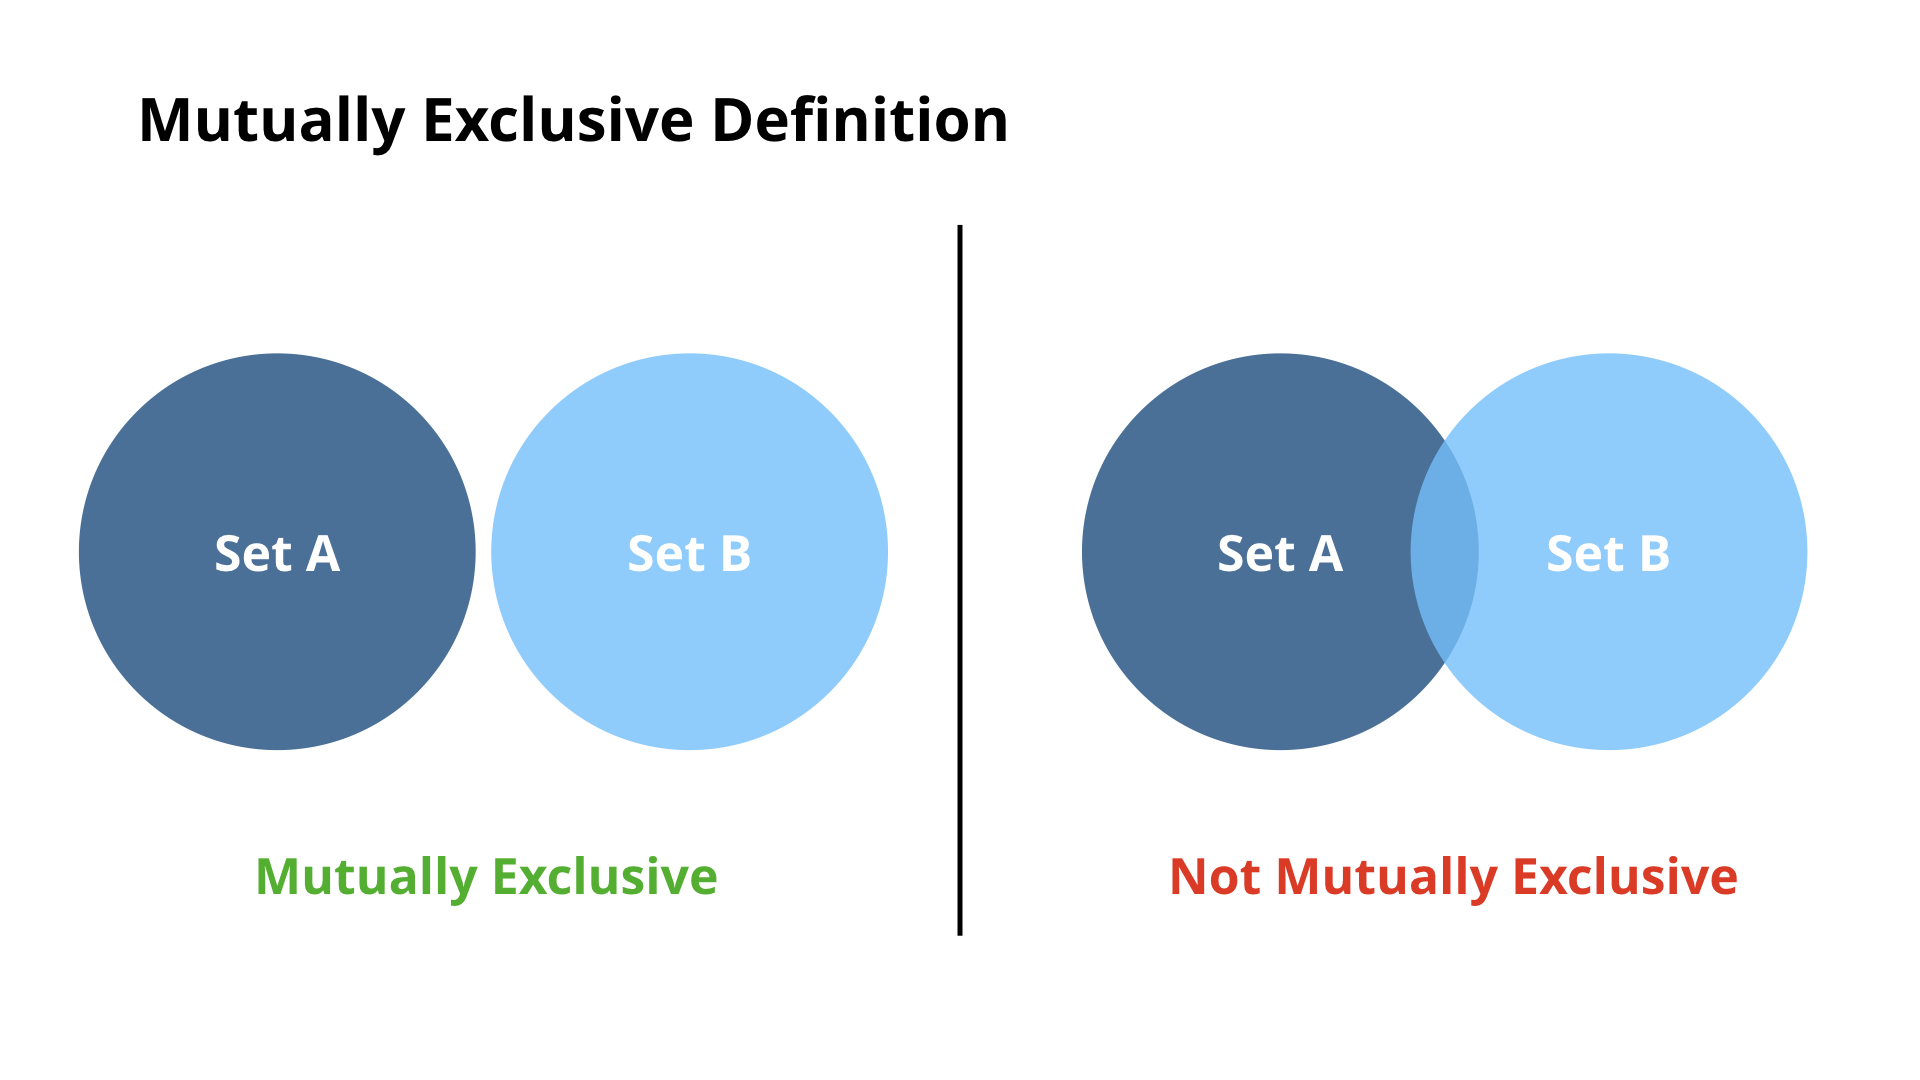 Mutually Exclusive Definition
Set A
Set B
Set A
Set B
Mutually Exclusive
Not Mutually Exclusive